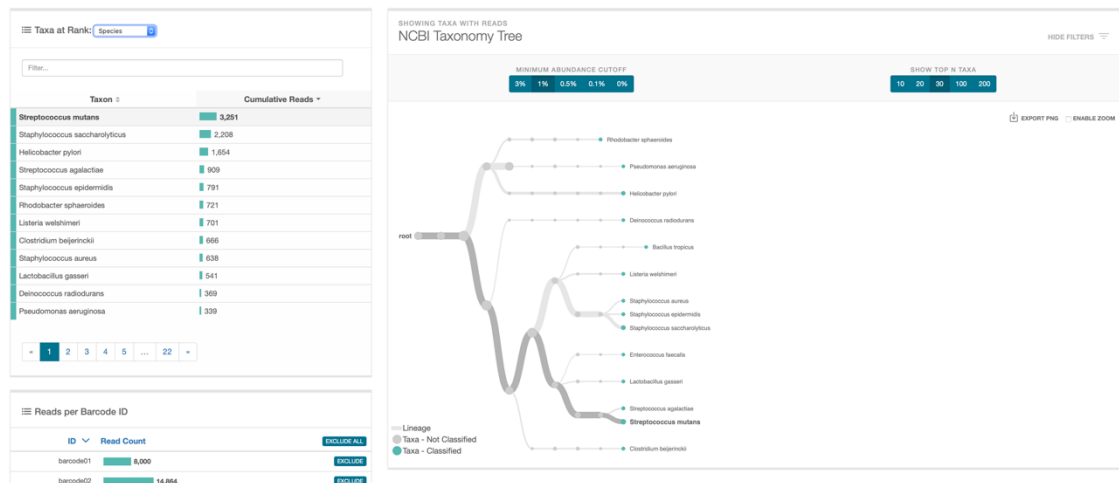 Taxa at Rank: Species
Filter...
Taxon Cumulative Reads
Streptococcus mutans 3,251
Staphylococcus saccharolyticus 2,208
Helicobacter pylori 1,654
Streptococcus agalactiae 909
Staphylococcus epidermidis 791
Rhodobacter sphaeroides 721
Listeria welshimeri 701
Clostridium beijerinckii 666
Staphylococcus aureus 638
Lactobacillus gasseri 541
Deinococcus radiodurans 369
Pseudomonas aeruginosa 339
« 1 2 3 4 5 ... 22 »
Reads per Barcode ID
ID Read Count EXCLUDE ALL
barcode01 8,000 EXCLUDE
barcode02 14,864 EXCLUDE
SHOWING TAXA WITH READS
NCBI Taxonomy Tree
HIDE FILTERS
MINIMUM ABUNDANCE CUTOFF
3% 1% 0.5% 0.1% 0%
SHOW TOP N TAXA
10 20 30 100 200
EXPORT PNG ENABLE ZOOM
Rhodobacter sphaeroides
Pseudomonas aeruginosa
Helicobacter pylori
Deinococcus radiodurans
root
Bacillus tropicus
Listeria welshimeri
Staphylococcus aureus
Staphylococcus epidermidis
Staphylococcus saccharolyticus
Enterococcus faecalis
Lactobacillus gasseri
Streptococcus agalactiae
Streptococcus mutans
Clostridium beijerinckii
Lineage
Taxa - Not Classified
Taxa - Classified